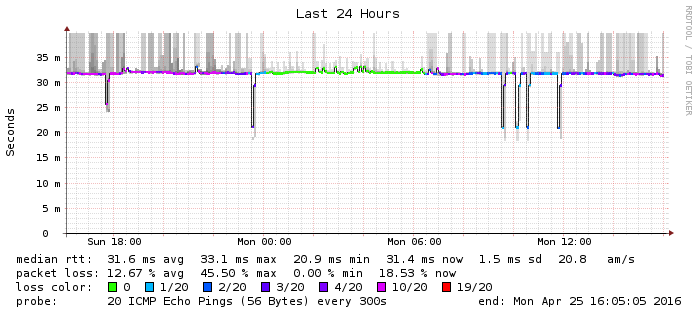 Last 24 Hours
RRDTOOL / TOBI OETIKER
Seconds
35 m
30 m
25 m
20 m
15 m
10 m
5 m
0
Sun 18:00 Mon 00:00 Mon 06:00 Mon 12:00
median rtt: 31.6 ms avg 33.1 ms max 20.9 ms min 31.4 ms now 1.5 ms sd 20.8 am/s
packet loss: 12.67 % avg 45.50 % max 0.00 % min 18.53 % now
loss color: 0 1/20 2/20 3/20 4/20 10/20 19/20
probe: 20 ICMP Echo Pings (56 Bytes) every 300s end: Mon Apr 25 16:05:05 2016